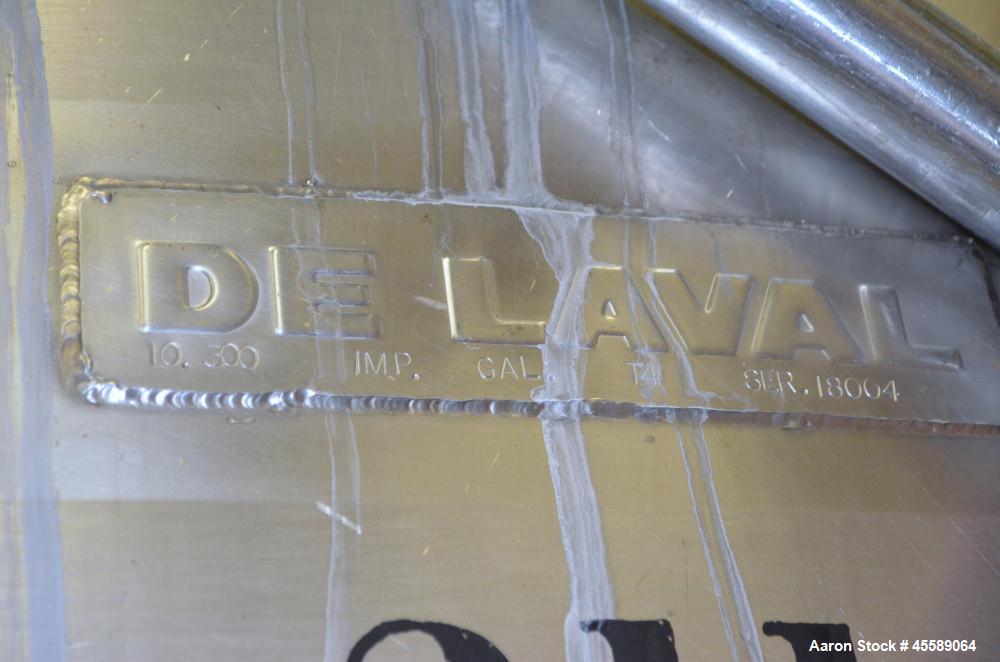 DE LAVAL
10. 300 IMP. GAL. T4 SER. 18004
Aaron Stock # 45589064